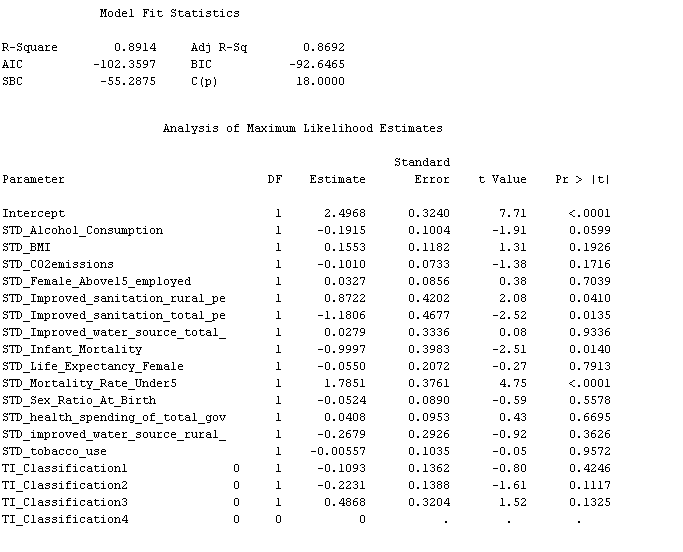 Model Fit Statistics
R-Square 0.8914 Adj R-Sq 0.8692
AIC -102.3597 BIC -92.6465
SBC -55.2875 C(p) 18.0000
Analysis of Maximum Likelihood Estimates
Standard
Parameter DF Estimate Error t Value Pr > |t|
Intercept 1 2.4968 0.3240 7.71 <.0001
STD_Alcohol_Consumption 1 -0.1915 0.1004 -1.91 0.0599
STD_BMI 1 0.1553 0.1182 1.31 0.1926
STD_CO2emissions 1 -0.1010 0.0733 -1.38 0.1716
STD_Female_Above15_employed 1 0.0327 0.0856 0.38 0.7039
STD_Improved_sanitation_rural_pe 1 0.8722 0.4202 2.08 0.0410
STD_Improved_sanitation_total_pe 1 -1.1806 0.4677 -2.52 0.0135
STD_Improved_water_source_total_ 1 0.0279 0.3336 0.08 0.9336
STD_Infant_Mortality 1 -0.9997 0.3983 -2.51 0.0140
STD_Life_Expectancy_Female 1 -0.0550 0.2072 -0.27 0.7913
STD_Mortality_Rate_Under5 1 1.7851 0.3761 4.75 <.0001
STD_Sex_Ratio_At_Birth 1 -0.0524 0.0890 -0.59 0.5578
STD_health_spending_of_total_gov 1 0.0408 0.0953 0.43 0.6695
STD_improved_water_source_rural_ 1 -0.2679 0.2926 -0.92 0.3626
STD_tobacco_use 1 -0.00557 0.1035 -0.05 0.9572
TI_Classification1 0 1 -0.1093 0.1362 -0.80 0.4246
TI_Classification2 0 1 -0.2231 0.1388 -1.61 0.1117
TI_Classification3 0 1 0.4868 0.3204 1.52 0.1325
TI_Classification4 0 0 0 . . .